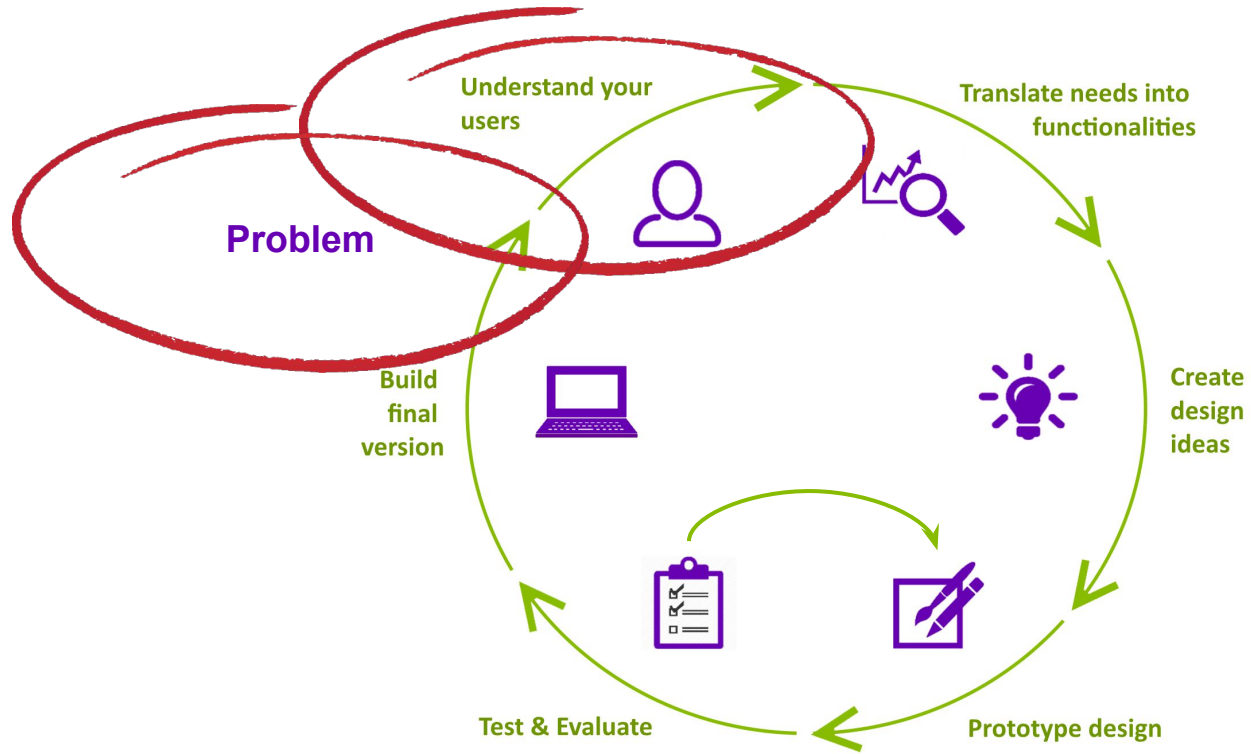 Understand your
users
Translate needs into
functionalities
Problem
Build
final
version
Create
design
ideas
Test & Evaluate
Prototype design